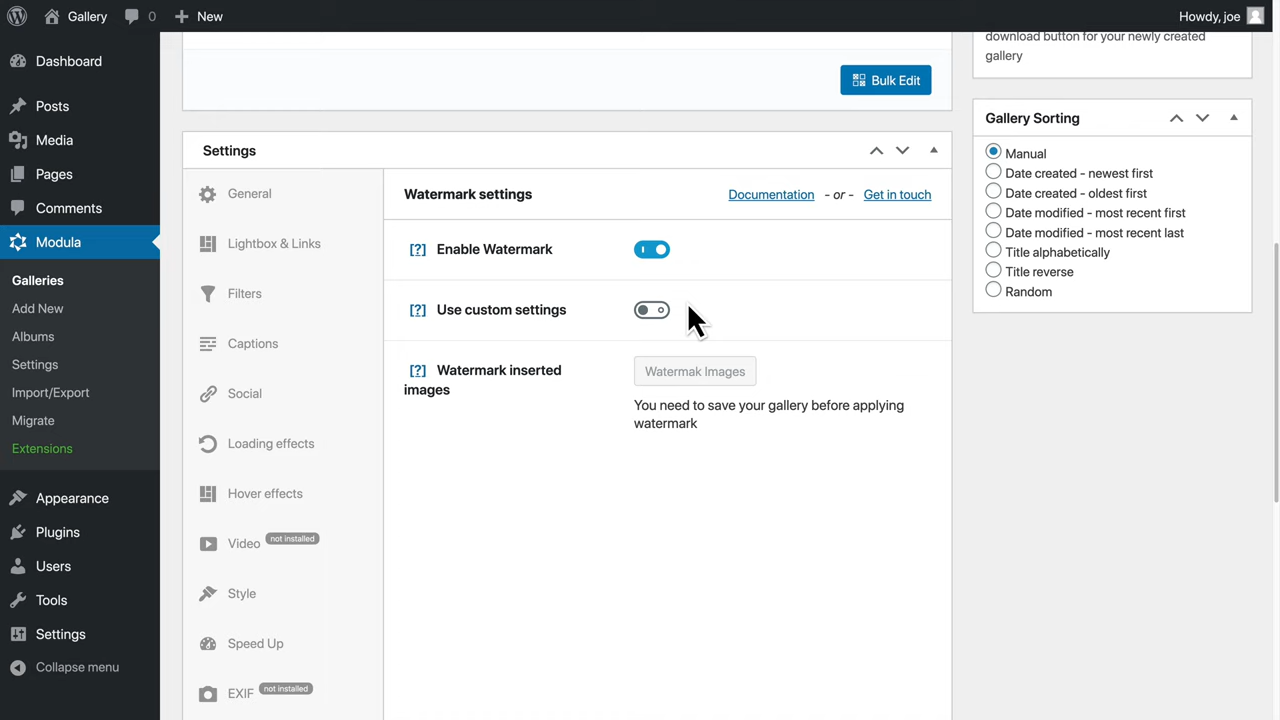 Gallery
0
New
Howdy, joe
Dashboard
Posts
Media
Pages
Comments
Modula
Galleries
Add New
Albums
Settings
Import/Export
Migrate
Extensions
Appearance
Plugins
Users
Tools
Settings
Collapse menu
Bulk Edit
Settings
General
Lightbox & Links
Filters
Captions
Social
Loading effects
Hover effects
Video not installed
Style
Speed Up
EXIF not installed
Watermark settings
Documentation - or - Get in touch
[?] Enable Watermark
[?] Use custom settings
[?] Watermark inserted
images
Watermak Images
You need to save your gallery before applying
watermark
download button for your newly created
gallery
Gallery Sorting
Manual
Date created - newest first
Date created - oldest first
Date modified - most recent first
Date modified - most recent last
Title alphabetically
Title reverse
Random